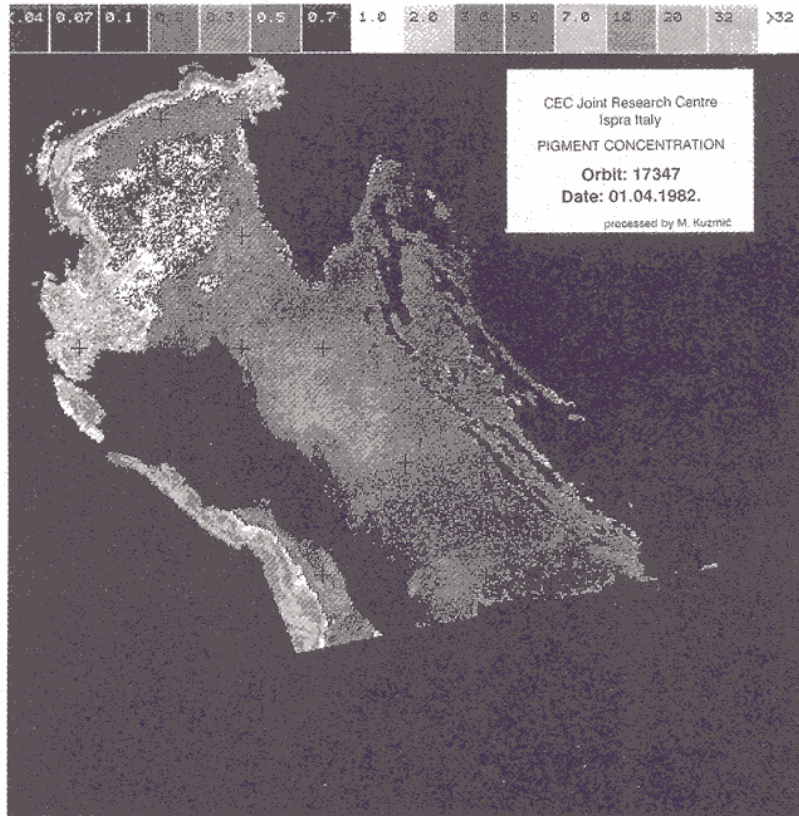 .04 0.07 0.1 0.2 0.3 0.5 0.7 1.0 2.0 3.0 5.0 7.0 10 20 32 >32
CEC Joint Research Centre
Ispra Italy
PIGMENT CONCENTRATION
Orbit: 17347
Date: 01.04.1982.
processed by M. Kuzmić